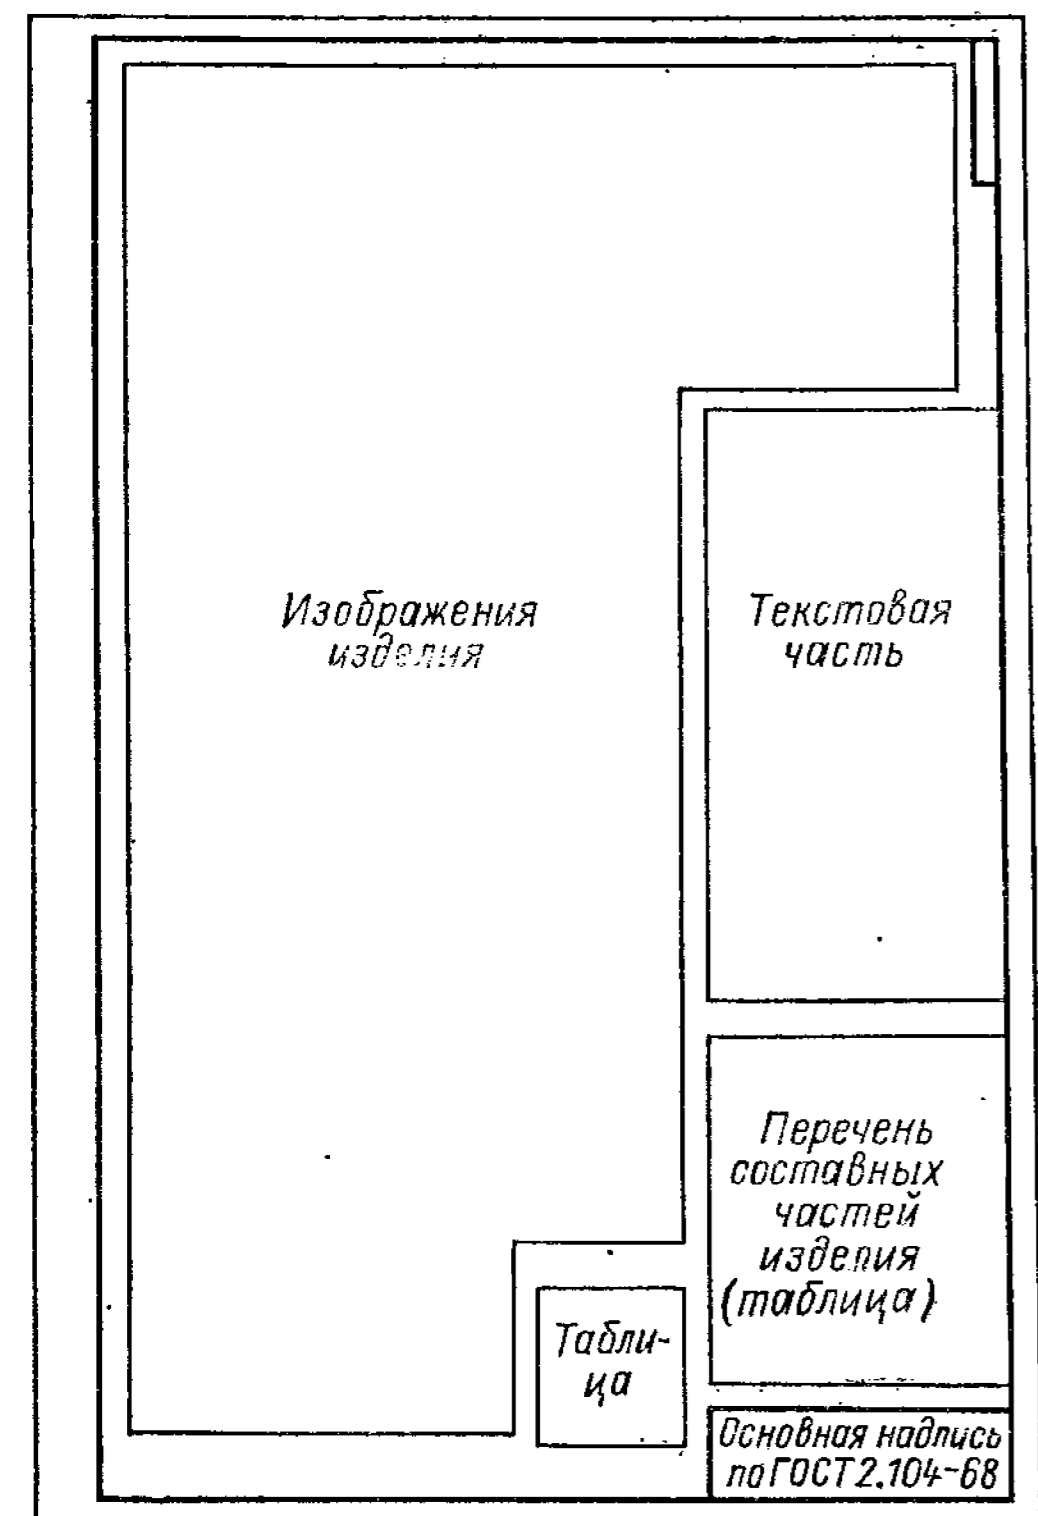 Изображения
изделия
Текстовая
часть
Перечень
составных
частей
изделия
(таблица)
Табли-
ца
Основная надпись
по ГОСТ 2.104-68